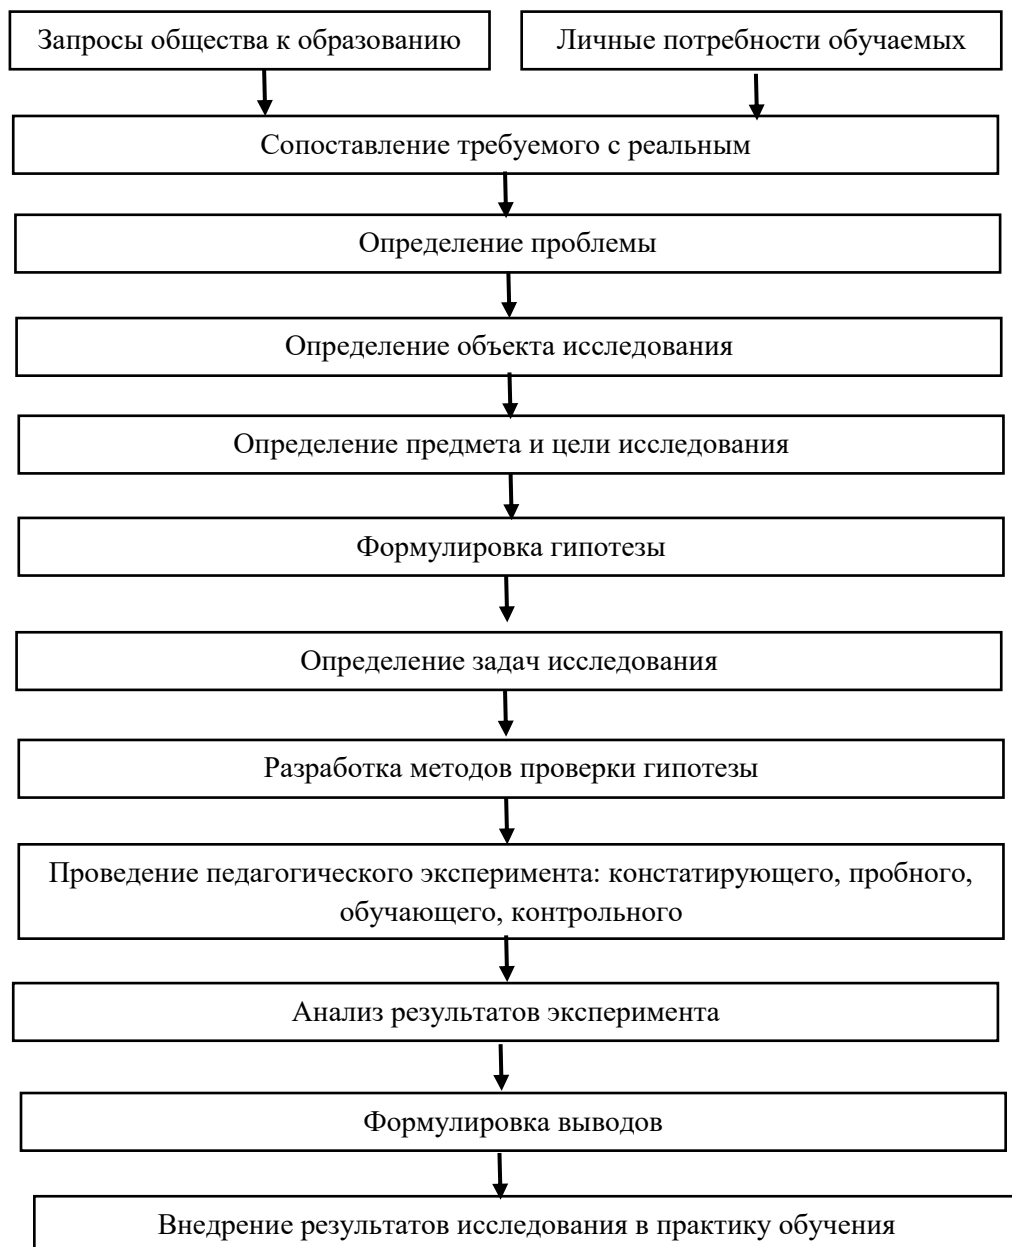 Запросы общества к образованию
Личные потребности обучаемых
Сопоставление требуемого с реальным
Определение проблемы
Определение объекта исследования
Определение предмета и цели исследования
Формулировка гипотезы
Определение задач исследования
Разработка методов проверки гипотезы
Проведение педагогического эксперимента: констатирующего, пробного,
обучающего, контрольного
Анализ результатов эксперимента
Формулировка выводов
Внедрение результатов исследования в практику обучения